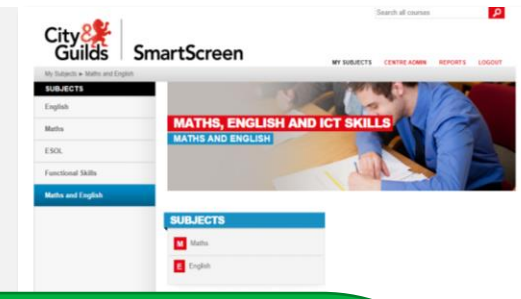 Search all courses
City&
Guilds
SmartScreen
MY SUBJECTS CENTRE ADMIN REPORTS LOGOUT
My Subjects ▸ Maths and English
SUBJECTS
English
Maths
ESOL
Functional Skills
Maths and English
MATHS, ENGLISH AND ICT SKILLS
MATHS AND ENGLISH
SUBJECTS
M Maths
E English